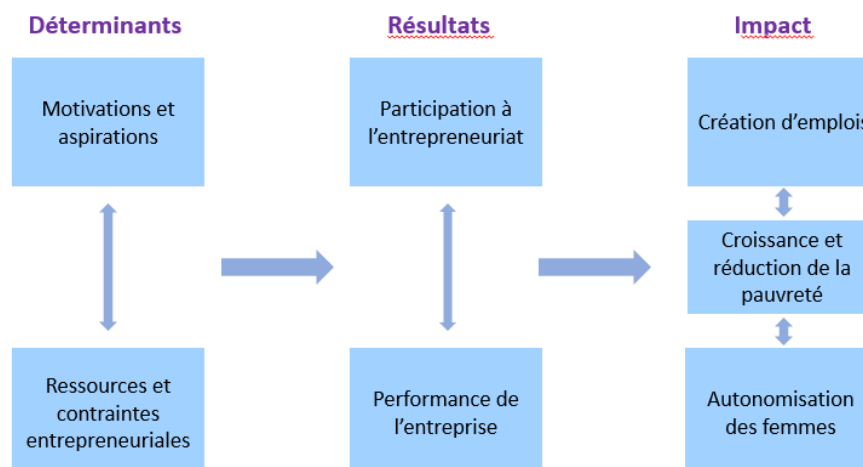 Déterminants
Résultats
Impact
Motivations et
aspirations
Participation à
l’entrepreneuriat
Création d’emplois
Croissance et
réduction de la
pauvreté
Ressources et
contraintes
entrepreneuriales
Performance de
l’entreprise
Autonomisation
des femmes